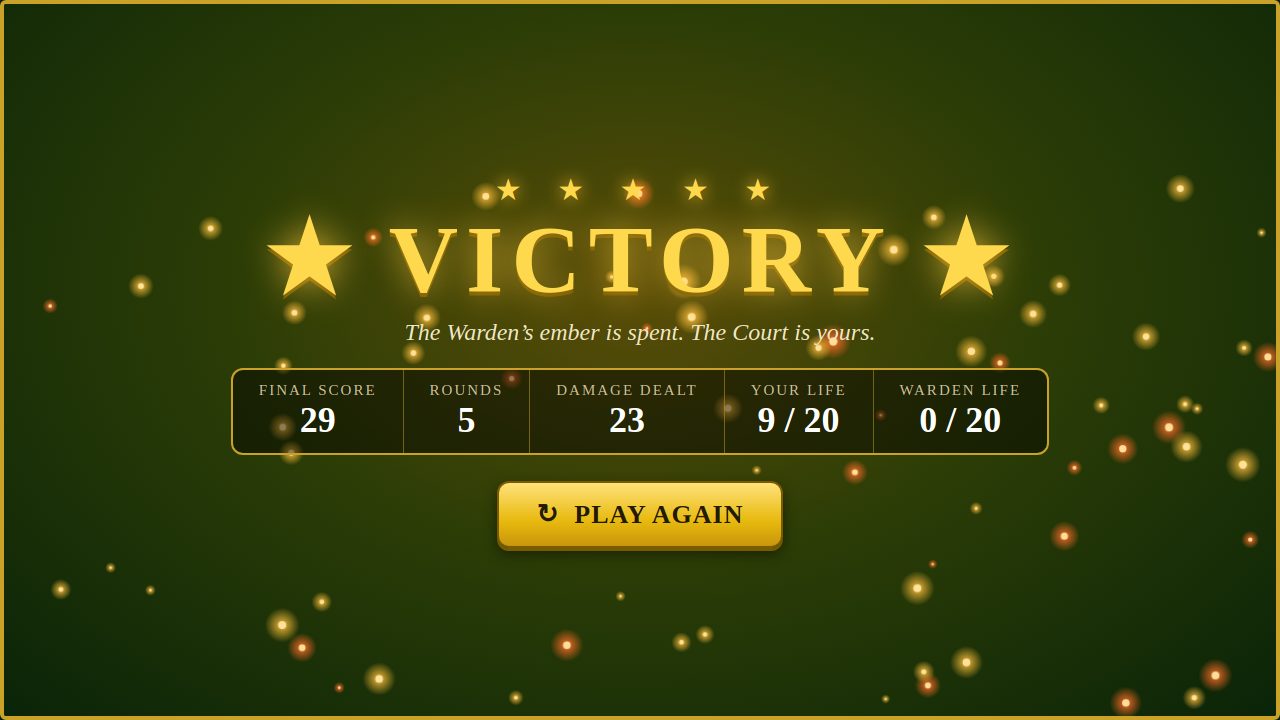 ★ ★ ★ ★ ★
★ VICTORY ★
The Warden’s ember is spent. The Court is yours.
FINAL SCORE ROUNDS DAMAGE DEALT YOUR LIFE WARDEN LIFE
29 5 23 9 / 20 0 / 20
↻ PLAY AGAIN